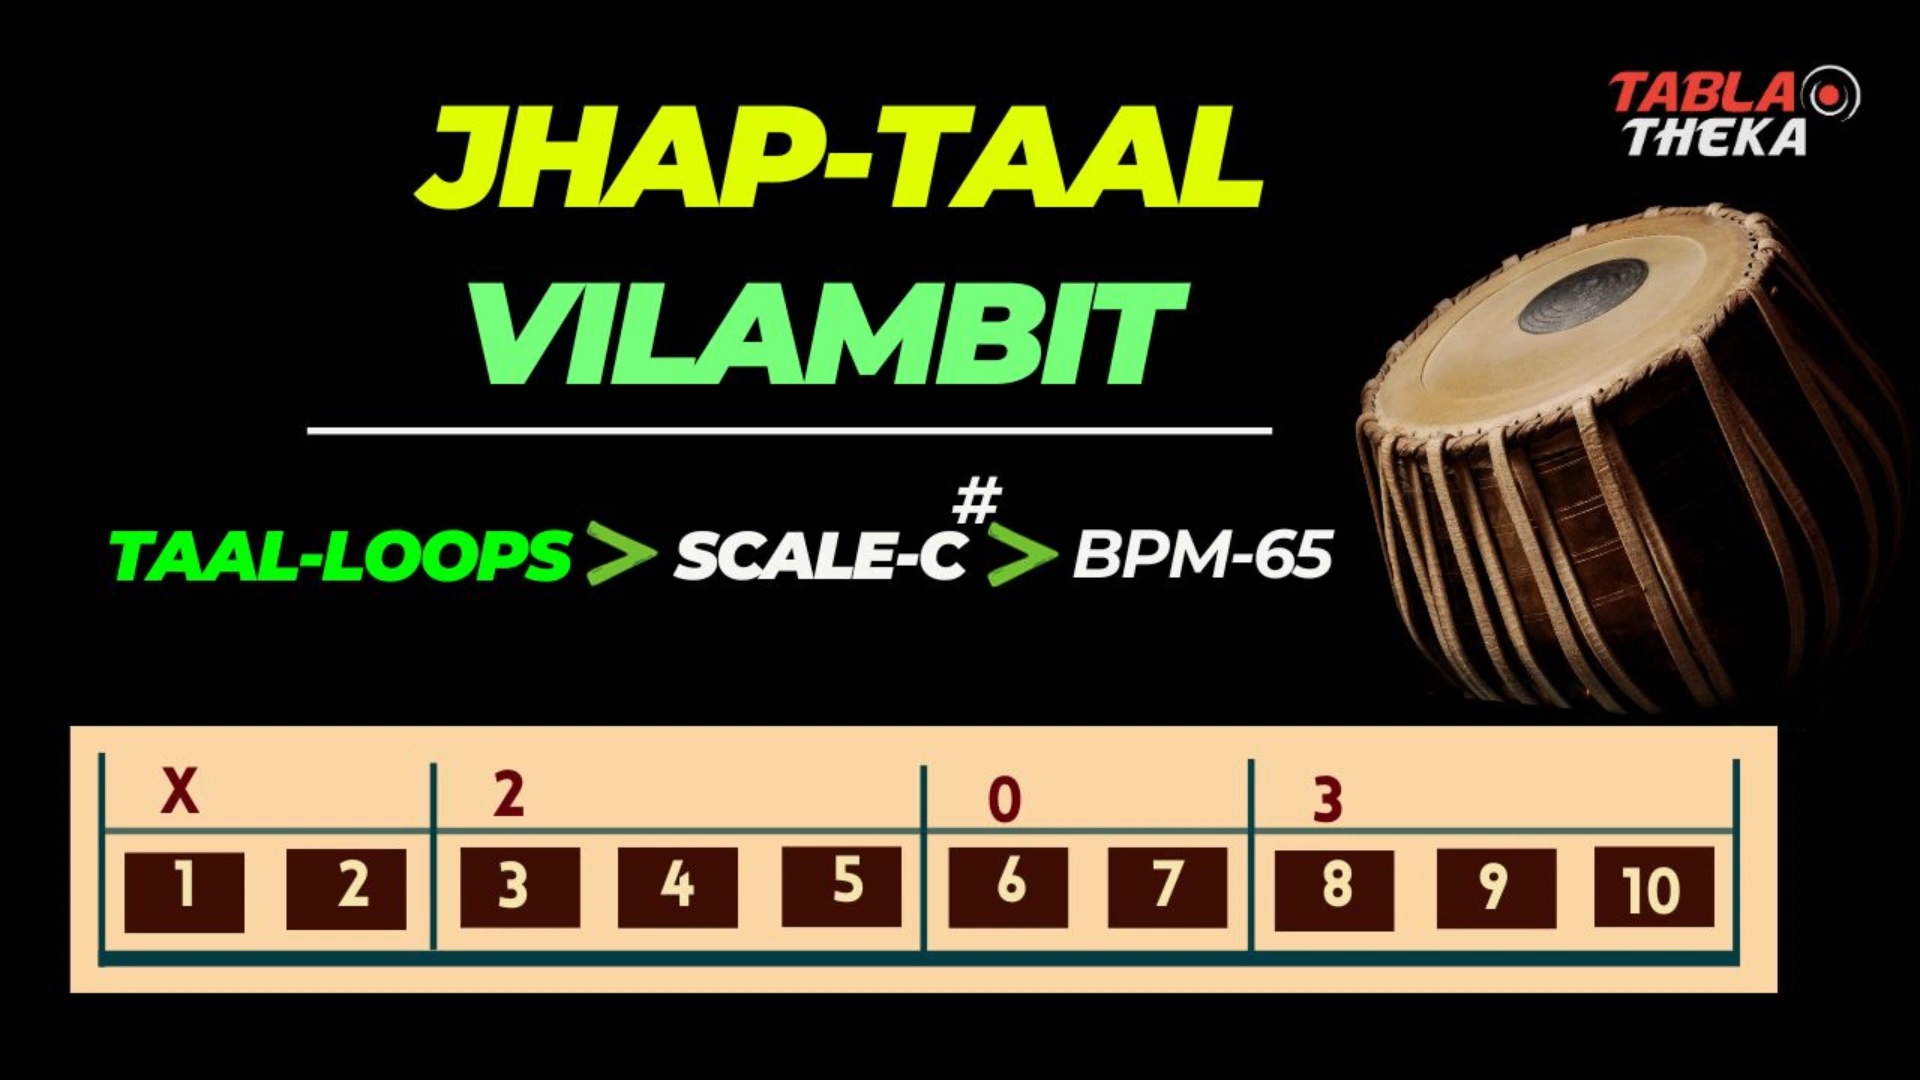 TABLA
THEKA
JHAP-TAAL
VILAMBIT
TAAL-LOOPS > SCALE-C# > BPM-65
X 2 0 3
1 2 3 4 5 6 7 8 9 10